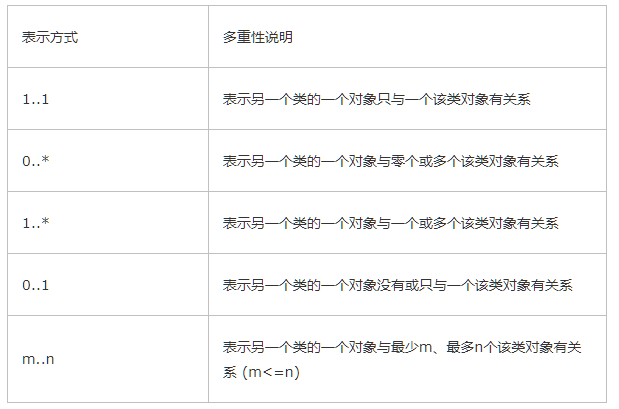 表示方式
多重性说明
1..1
表示另一个类的一个对象只与一个该类对象有关系
0..*
表示另一个类的一个对象与零个或多个该类对象有关系
1..*
表示另一个类的一个对象与一个或多个该类对象有关系
0..1
表示另一个类的一个对象没有或只与一个该类对象有关系
m..n
表示另一个类的一个对象与最少m、最多n个该类对象有关
系 (m<=n)